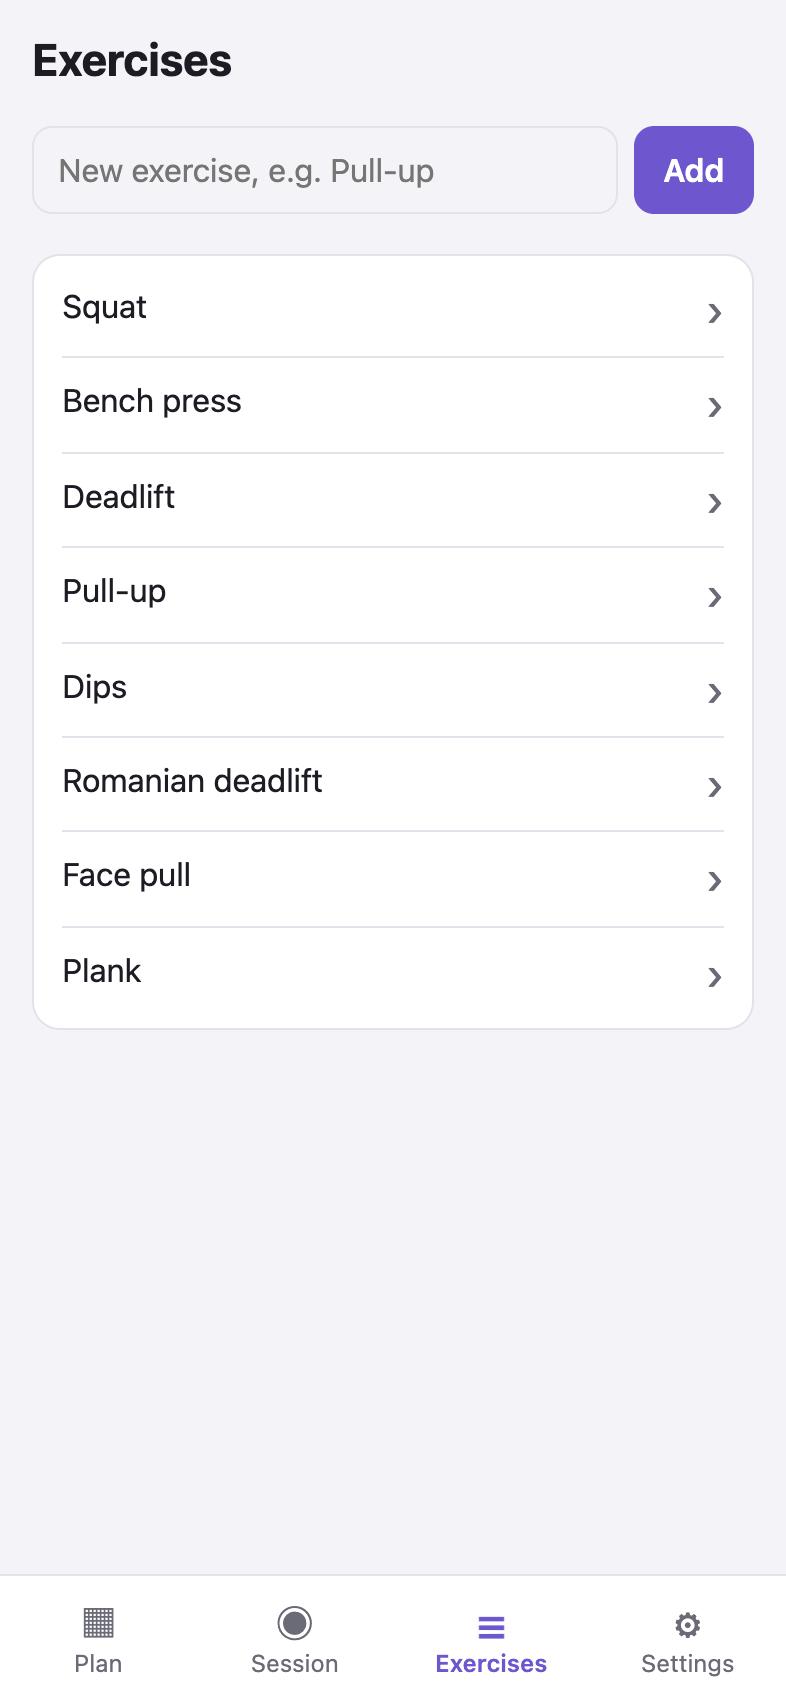 Exercises
New exercise, e.g. Pull-up
Add
Squat
Bench press
Deadlift
Pull-up
Dips
Romanian deadlift
Face pull
Plank
Plan
Session
Exercises
Settings